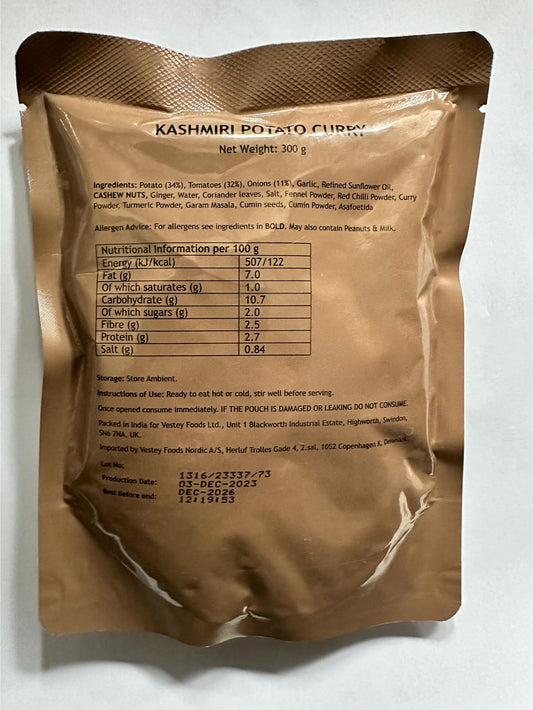 KASHMIRI POTATO CURRY
Net Weight: 300 g
Ingredients: Potato (34%), Tomatoes (32%), Onions (11%), Garlic, Refined Sunflower Oil,
CASHEW NUTS, Ginger, Water, Coriander leaves, Salt, Fennel Powder, Red Chilli Powder, Curry
Powder, Turmeric Powder, Garam Masala, Cumin seeds, Cumin Powder, Asafoetida
Allergen Advice: For allergens see ingredients in BOLD. May also contain Peanuts & Milk.
Nutritional Information per 100 g
Energy (kJ/kcal) 507/122
Fat (g) 7.0
Of which saturates (g) 1.0
Carbohydrate (g) 10.7
Of which sugars (g) 2.0
Fibre (g) 2.5
Protein (g) 2.7
Salt (g) 0.84
Storage: Store Ambient.
Instructions of Use: Ready to eat hot or cold, stir well before serving.
Once opened consume immediately. IF THE POUCH IS DAMAGED OR LEAKING DO NOT CONSUME.
Packed in India for Vestey Foods Ltd., Unit 1 Blackworth Industrial Estate, Highworth, Swindon,
SN6 7NA, UK.
Imported by Vestey Foods Nordic A/S, Herluf Trolles Gade 4, 2.sal, 1052 Copenhagen K, Denmark.
Lot No: 1316/23337/73
Production Date: 03-DEC-2023
Best Before end: DEC-2026
12:19:53